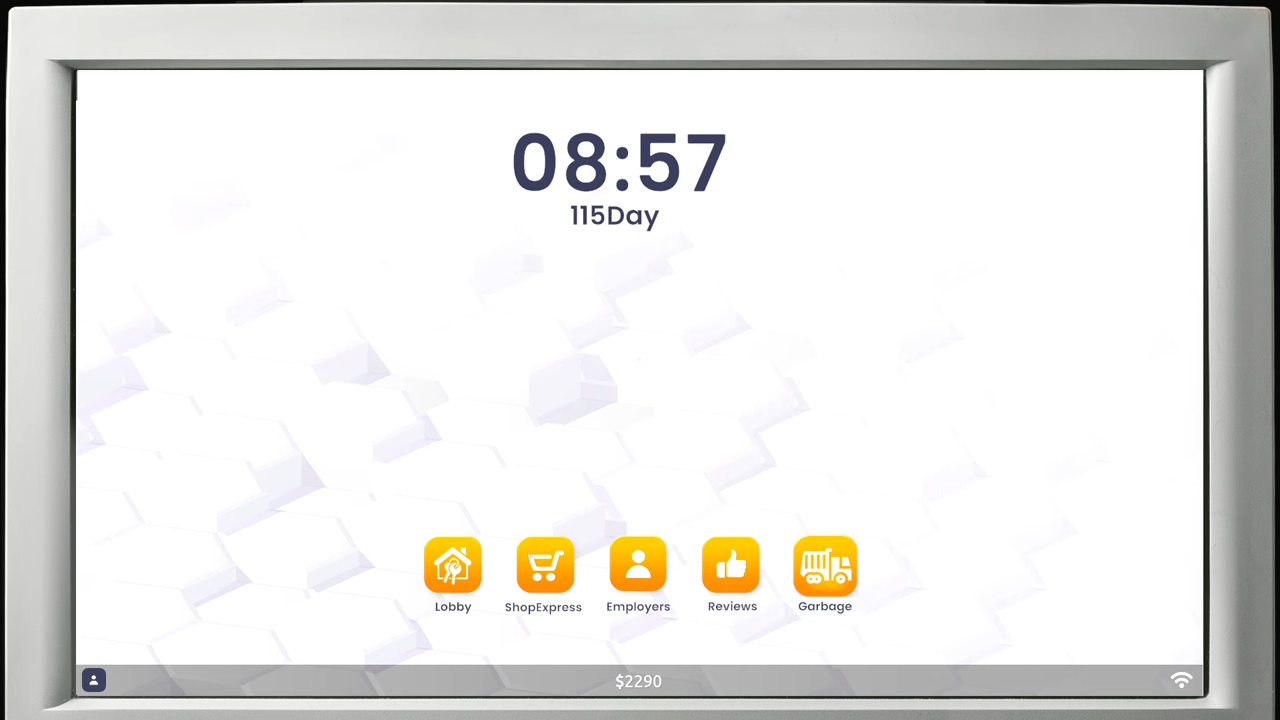 08:57
115Day
Lobby
ShopExpress
Employers
Reviews
Garbage
$2290